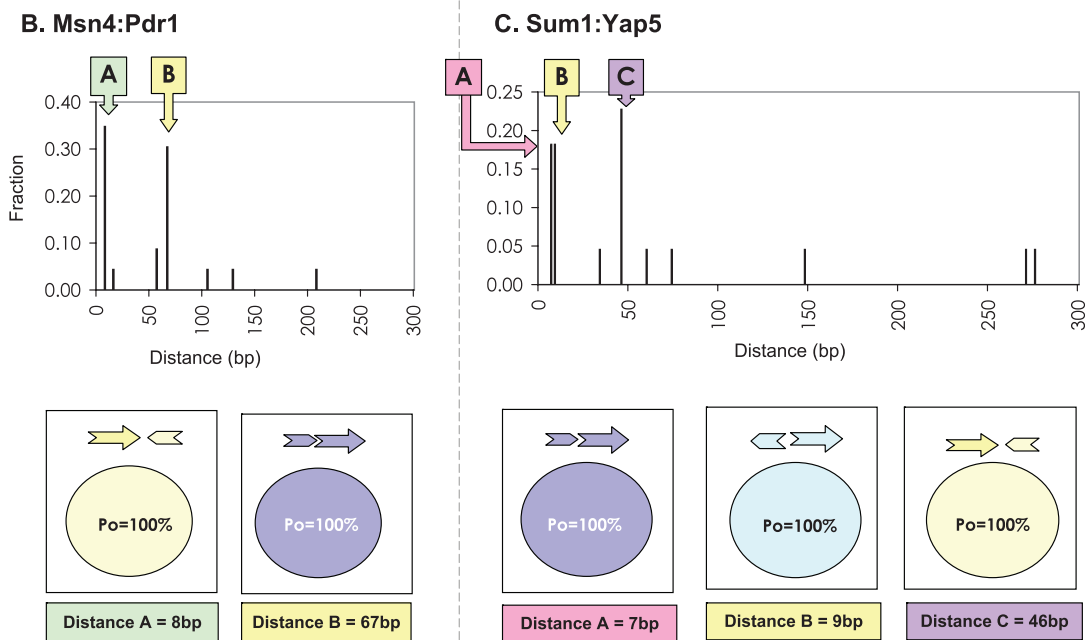 B. Msn4:Pdr1
A
B
0.40
0.30
0.20
0.10
0.00
Fraction
0
50
100
150
200
250
300
Distance (bp)
Po=100%
Po=100%
Distance A = 8bp
Distance B = 67bp
C. Sum1:Yap5
A
B
C
0.25
0.20
0.15
0.10
0.05
0.00
0
50
100
150
200
250
300
Distance (bp)
Po=100%
Po=100%
Po=100%
Distance A = 7bp
Distance B = 9bp
Distance C = 46bp